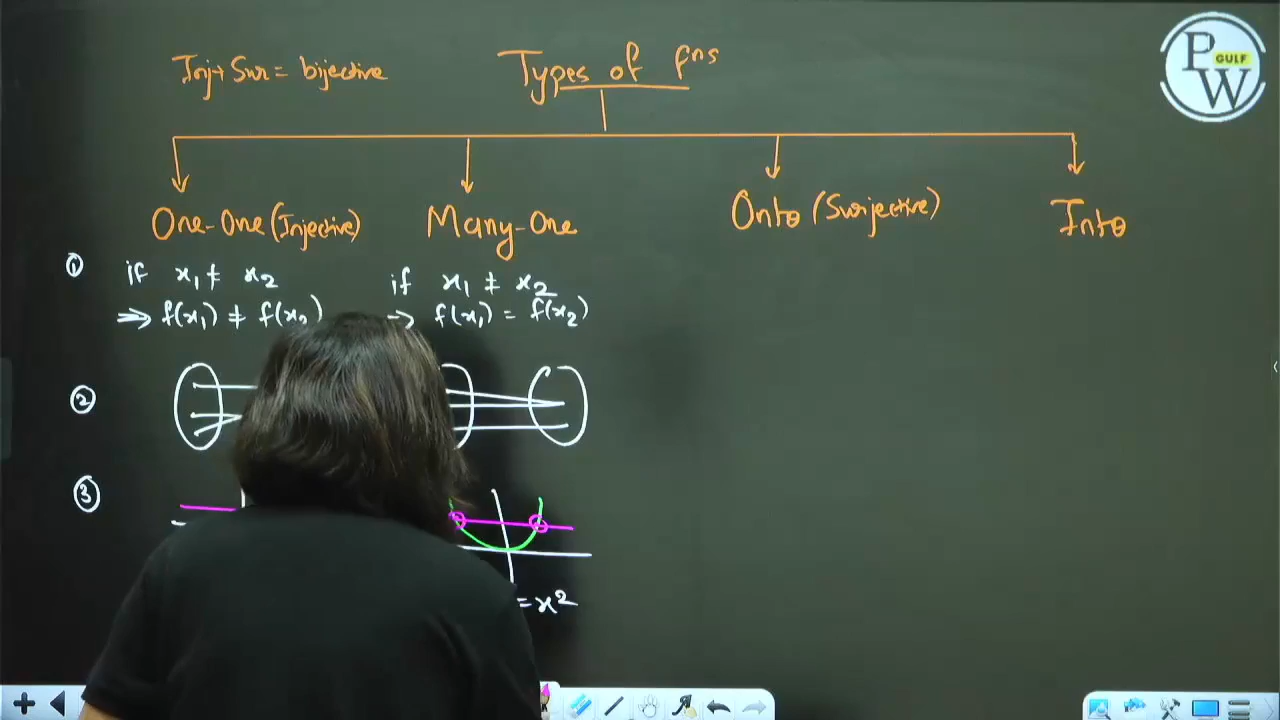 Inj + Sur = bijective
Types of fns
PW GULF
One-One (Injective)
Many-One
Onto (Surjective)
Into
① if x₁ ≠ x₂
⇒ f(x₁) ≠ f(x₂)
if x₁ ≠ x₂
→ f(x₁) = f(x₂)
②
③
= x²